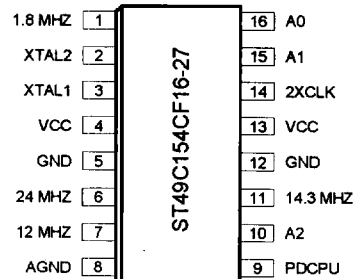 1.8 MHZ 1 16 A0
XTAL2 2 15 A1
XTAL1 3 14 2XCLK
VCC 4 13 VCC
GND 5 12 GND
24 MHZ 6 11 14.3 MHZ
12 MHZ 7 10 A2
AGND 8 9 PDCPU
ST49C154CF16-27